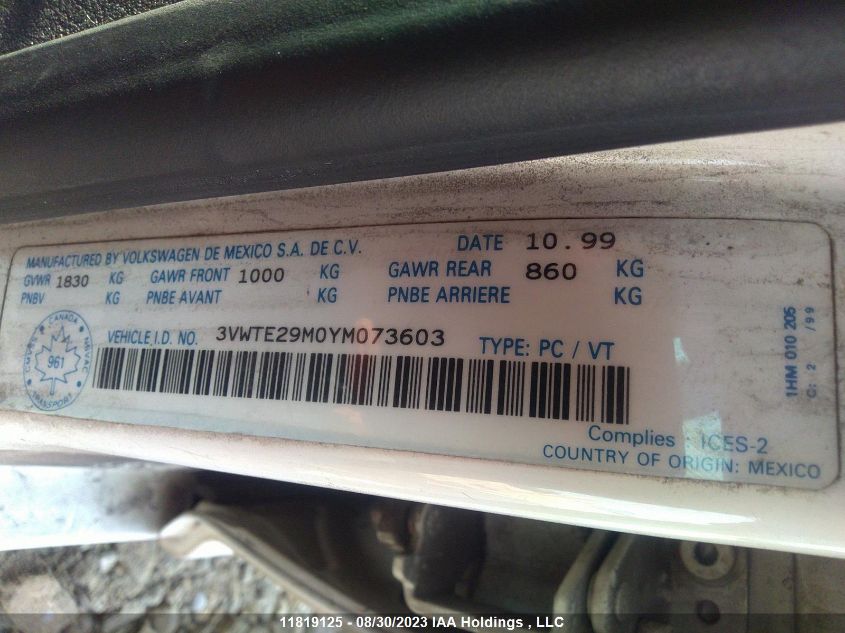 MANUFACTURED BY VOLKSWAGEN DE MEXICO S.A. DE C.V. DATE 10.99
GVWR 1830 KG GAWR FRONT 1000 KG GAWR REAR 860 KG
PNBV KG PNBE AVANT KG PNBE ARRIERE KG
VEHICLE I.D. NO. 3VWTE29M0YM073603 TYPE: PC / VT
CANADA
961
TRANSPORT
Complies : ICES-2
COUNTRY OF ORIGIN: MEXICO
1HM 010 205
C: 2 /99
11819125 - 08/30/2023 IAA Holdings , LLC